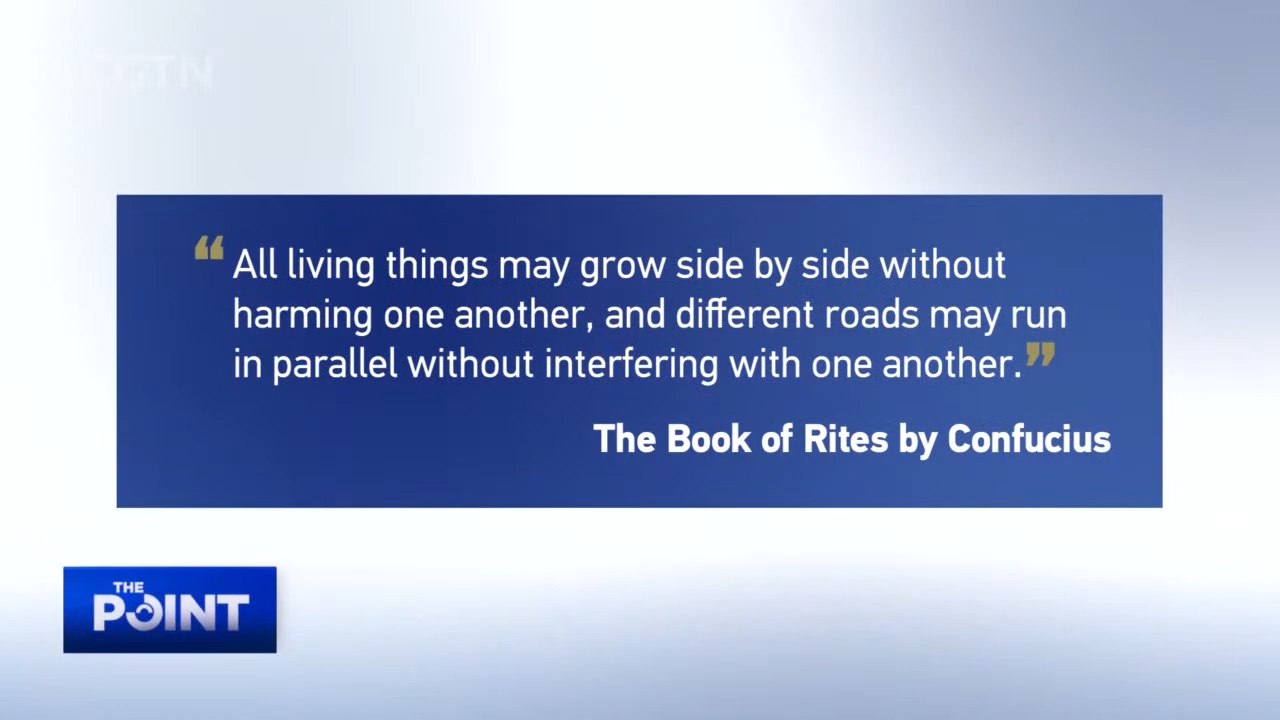 CGTN
“All living things may grow side by side without
harming one another, and different roads may run
in parallel without interfering with one another.”
The Book of Rites by Confucius
THE
POINT